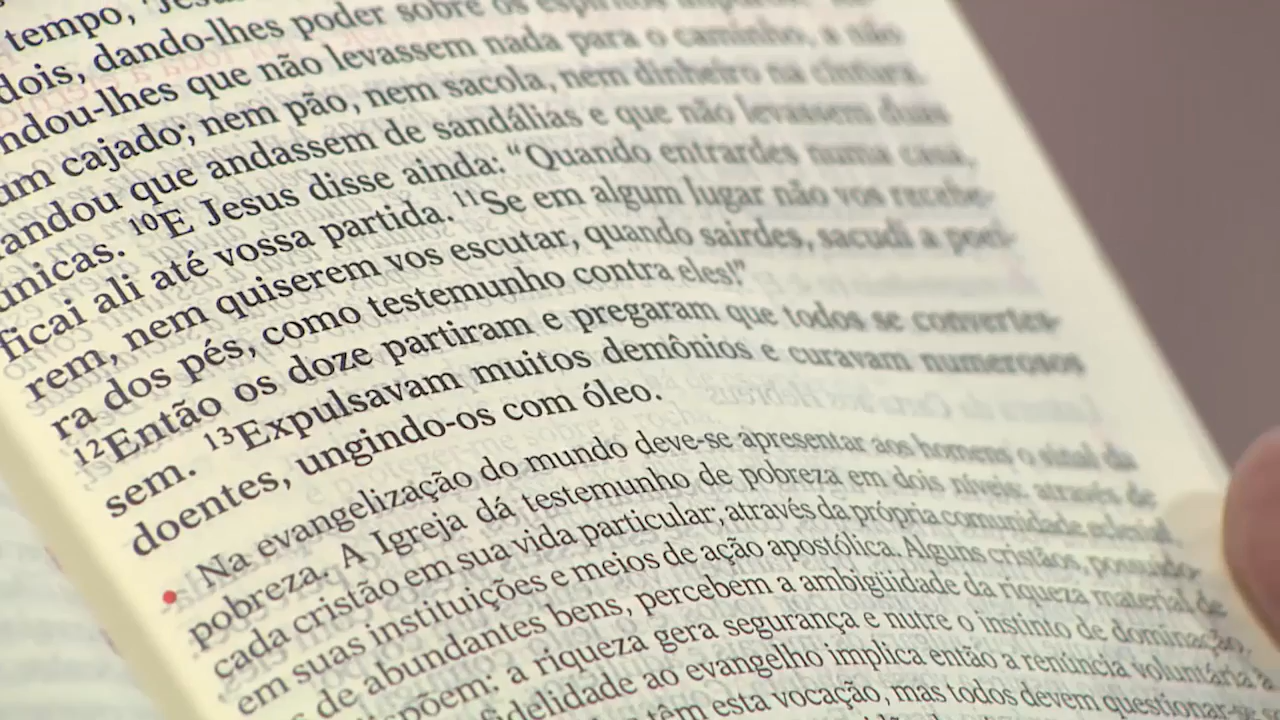 tempo, Jesus
dois, dando-lhes poder sobre os espíritos
ndou-lhes que não levassem nada para o caminho, a não
um cajado; nem pão, nem sacola, nem dinheiro na cintura.
andou que andassem de sandálias e que não levassem duas
únicas. 10E Jesus disse ainda: “Quando entrardes numa casa,
ficai ali até vossa partida. 11Se em algum lugar não vos recebe-
rem, nem quiserem vos escutar, quando sairdes, sacudi a poei-
ra dos pés, como testemunho contra eles!”
12Então os doze partiram e pregaram que todos se convertes-
sem. 13Expulsavam muitos demônios e curavam numerosos
doentes, ungindo-os com óleo.
• Na evangelização do mundo deve-se apresentar aos homens o sinal da
pobreza. A Igreja dá testemunho de pobreza em dois níveis: através de
cada cristão em sua vida particular; através da própria comunidade eclesial
em suas instituições e meios de ação apostólica. Alguns cristãos, possuido-
s de abundantes bens, percebem a ambigüidade da riqueza material de
spõem: a riqueza gera segurança e nutre o instinto de dominação.
fidelidade ao evangelho implica então a renúncia voluntária a
têm esta vocação, mas todos devem questionar-se